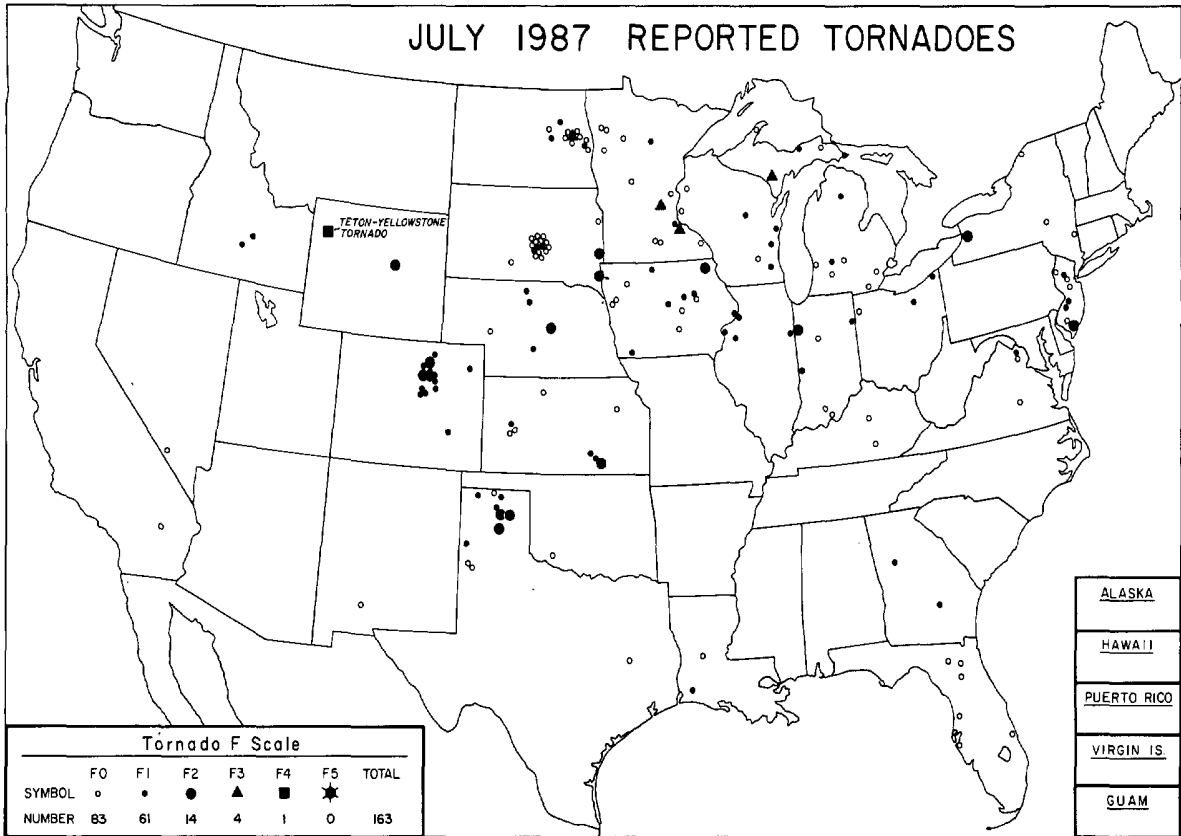 JULY 1987 REPORTED TORNADOES
TETON-YELLOWSTONE
TORNADO
ALASKA
HAWAII
PUERTO RICO
VIRGIN IS.
GUAM
Tornado F Scale
F0 F1 F2 F3 F4 F5 TOTAL
SYMBOL
NUMBER 83 61 14 4 1 0 163